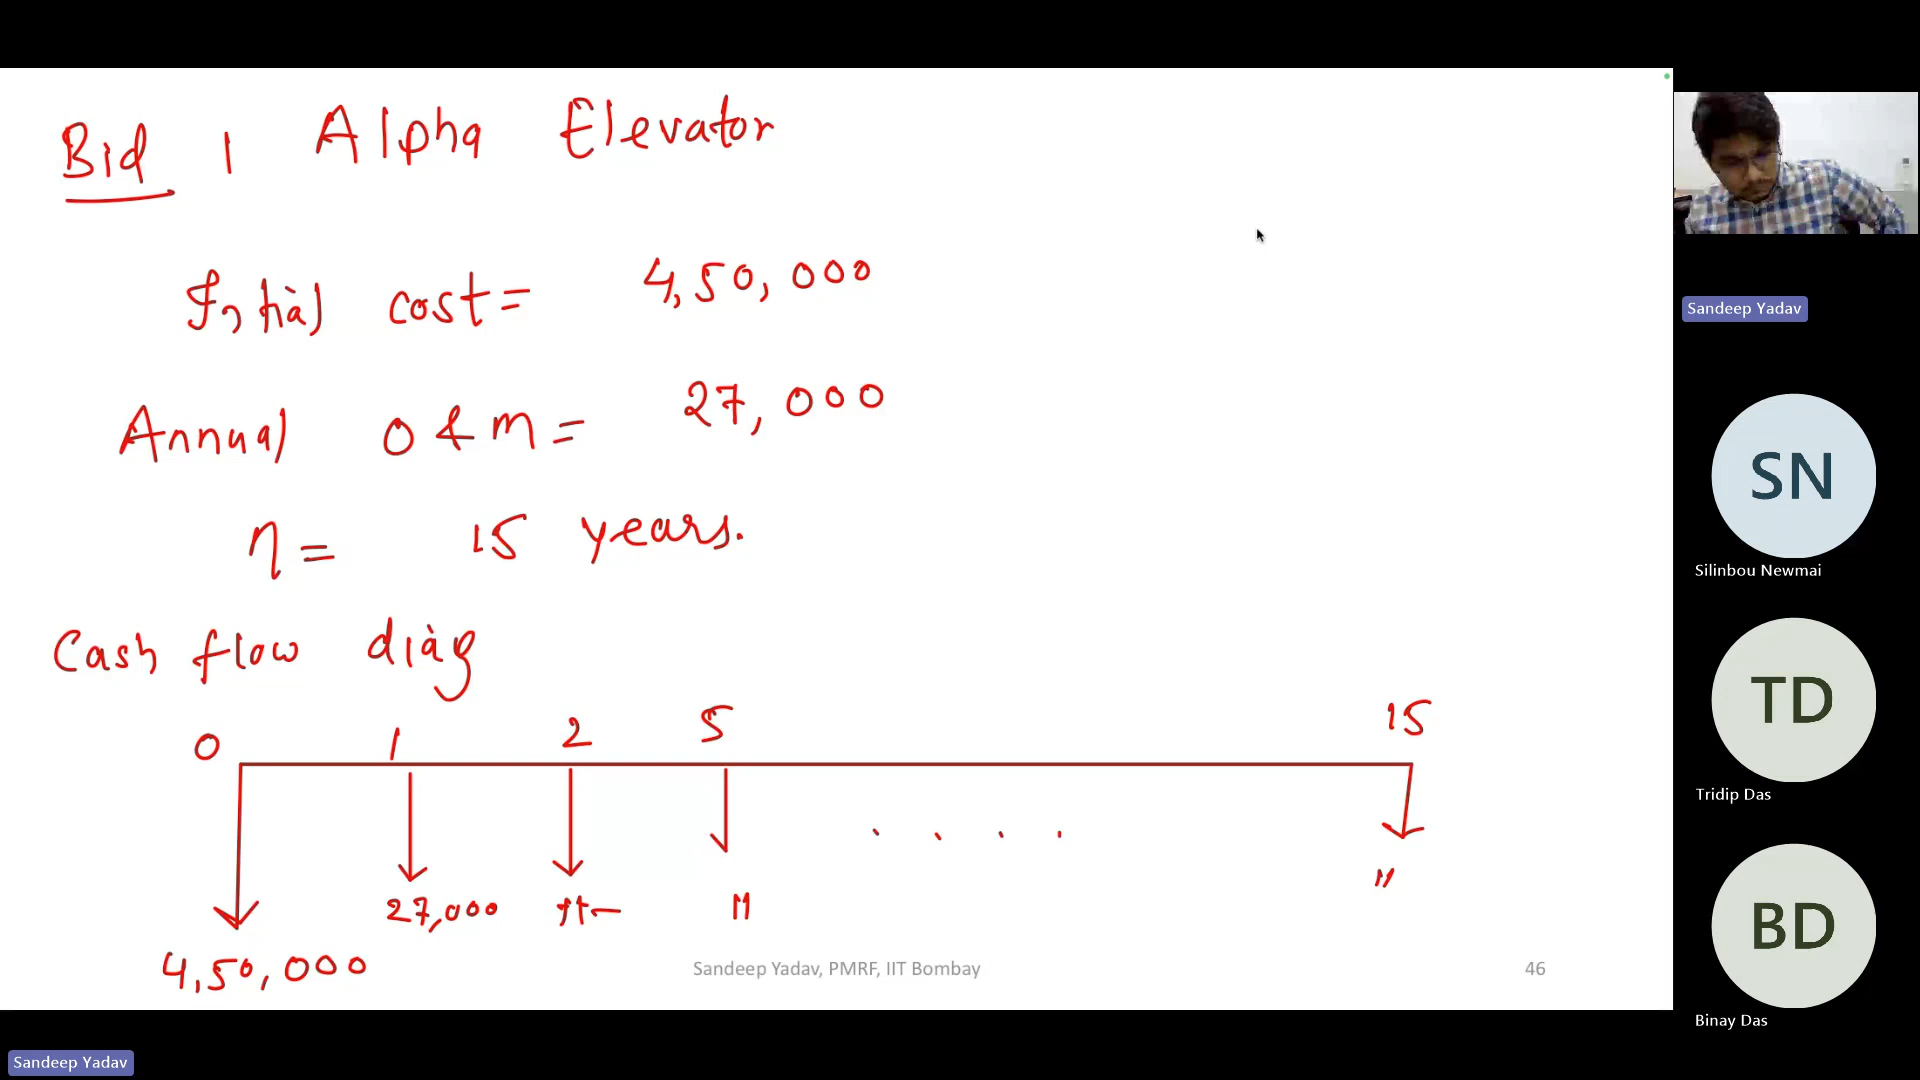 Bid 1 Alpha Elevator
Initial cost = 4,50,000
Annual O & m = 27,000
η = 15 years.
Cash flow diag
0 1 2 5 15
27,000 〃 〃
4,50,000
Sandeep Yadav, PMRF, IIT Bombay 46
Sandeep Yadav
SN
Silinbou Newmai
TD
Tridip Das
BD
Binay Das
Sandeep Yadav